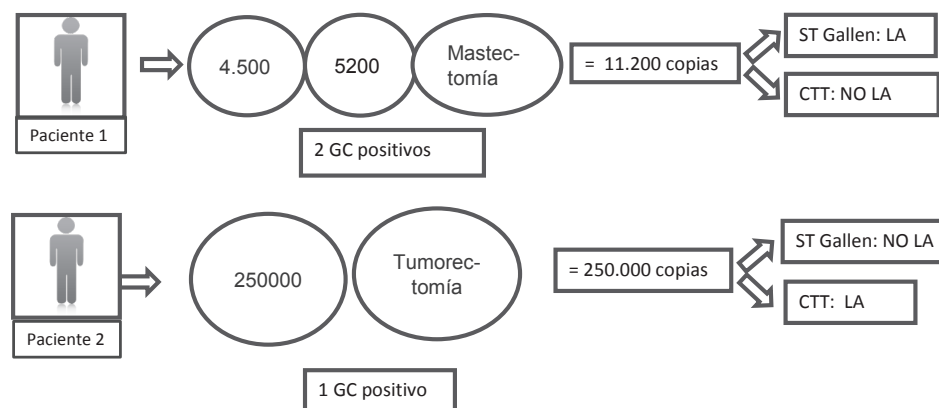 Paciente 1
4.500
5200
Mastec-
tomía
= 11.200 copias
ST Gallen: LA
CTT: NO LA
2 GC positivos
Paciente 2
250000
Tumorec-
tomía
= 250.000 copias
ST Gallen: NO LA
CTT: LA
1 GC positivo